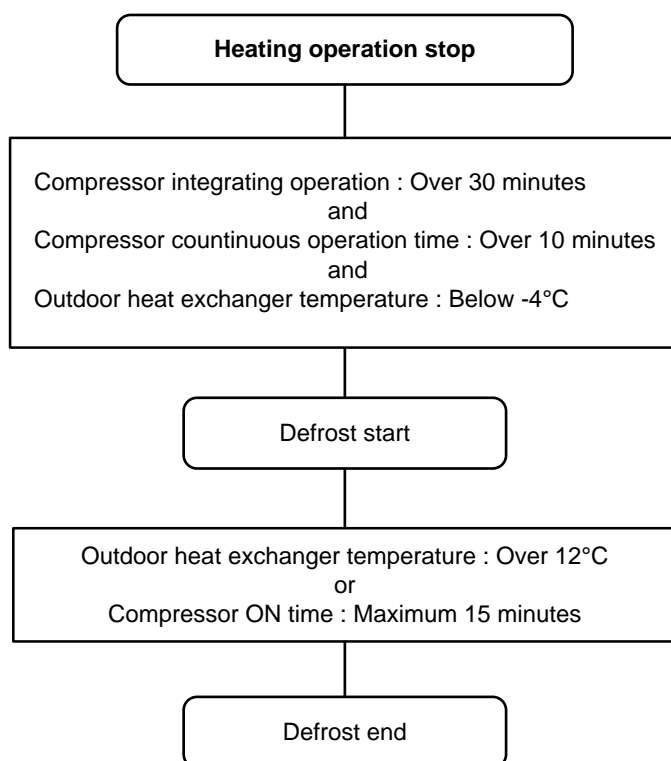 Heating operation stop
Compressor integrating operation : Over 30 minutes
and
Compressor countinuous operation time : Over 10 minutes
and
Outdoor heat exchanger temperature : Below -4°C
Defrost start
Outdoor heat exchanger temperature : Over 12°C
or
Compressor ON time : Maximum 15 minutes
Defrost end